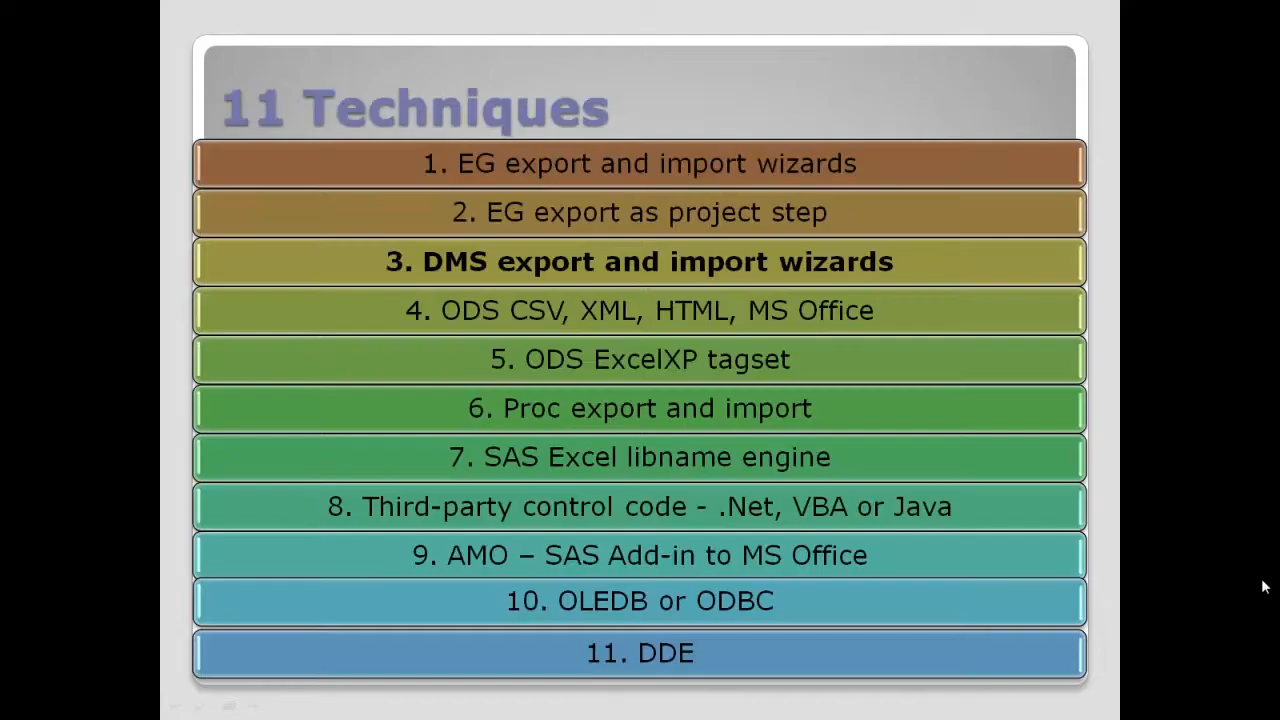 11 Techniques
1. EG export and import wizards
2. EG export as project step
3. DMS export and import wizards
4. ODS CSV, XML, HTML, MS Office
5. ODS ExcelXP tagset
6. Proc export and import
7. SAS Excel libname engine
8. Third-party control code - .Net, VBA or Java
9. AMO – SAS Add-in to MS Office
10. OLEDB or ODBC
11. DDE